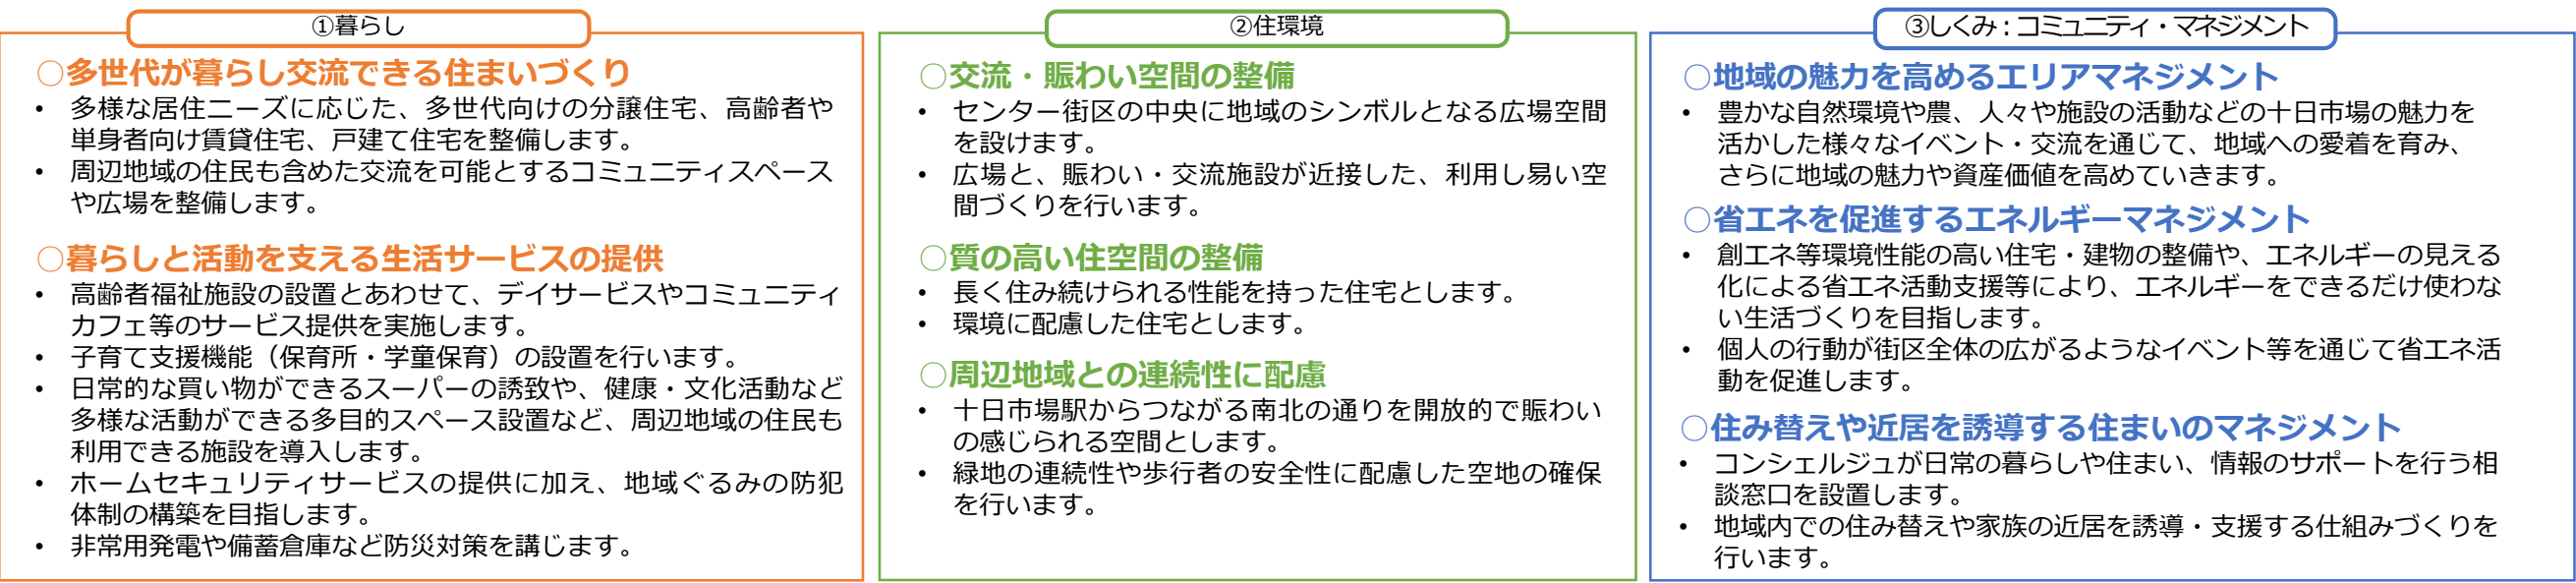 ①暮らし
○多世代が暮らし交流できる住まいづくり
• 多様な居住ニーズに応じた、多世代向けの分譲住宅、高齢者や
単身者向け賃貸住宅、戸建て住宅を整備します。
• 周辺地域の住民も含めた交流を可能とするコミュニティスペース
や広場を整備します。
○暮らしと活動を支える生活サービスの提供
• 高齢者福祉施設の設置とあわせて、デイサービスやコミュニティ
カフェ等のサービス提供を実施します。
• 子育て支援機能（保育所・学童保育）の設置を行います。
• 日常的な買い物ができるスーパーの誘致や、健康・文化活動など
多様な活動ができる多目的スペース設置など、周辺地域の住民も
利用できる施設を導入します。
• ホームセキュリティサービスの提供に加え、地域ぐるみの防犯
体制の構築を目指します。
• 非常用発電や備蓄倉庫など防災対策を講じます。
②住環境
○交流・賑わい空間の整備
• センター街区の中央に地域のシンボルとなる広場空間
を設けます。
• 広場と、賑わい・交流施設が近接した、利用し易い空
間づくりを行います。
○質の高い住空間の整備
• 長く住み続けられる性能を持った住宅とします。
• 環境に配慮した住宅とします。
○周辺地域との連続性に配慮
• 十日市場駅からつながる南北の通りを開放的で賑わい
の感じられる空間とします。
• 緑地の連続性や歩行者の安全性に配慮した空地の確保
を行います。
③しくみ：コミュニティ・マネジメント
○地域の魅力を高めるエリアマネジメント
• 豊かな自然環境や農、人々や施設の活動などの十日市場の魅力を
活かした様々なイベント・交流を通じて、地域への愛着を育み、
さらに地域の魅力や資産価値を高めていきます。
○省エネを促進するエネルギーマネジメント
• 創エネ等環境性能の高い住宅・建物の整備や、エネルギーの見える
化による省エネ活動支援等により、エネルギーをできるだけ使わな
い生活づくりを目指します。
• 個人の行動が街区全体の広がるようなイベント等を通じて省エネ活
動を促進します。
○住み替えや近居を誘導する住まいのマネジメント
• コンシェルジュが日常の暮らしや住まい、情報のサポートを行う相
談窓口を設置します。
• 地域内での住み替えや家族の近居を誘導・支援する仕組みづくりを
行います。